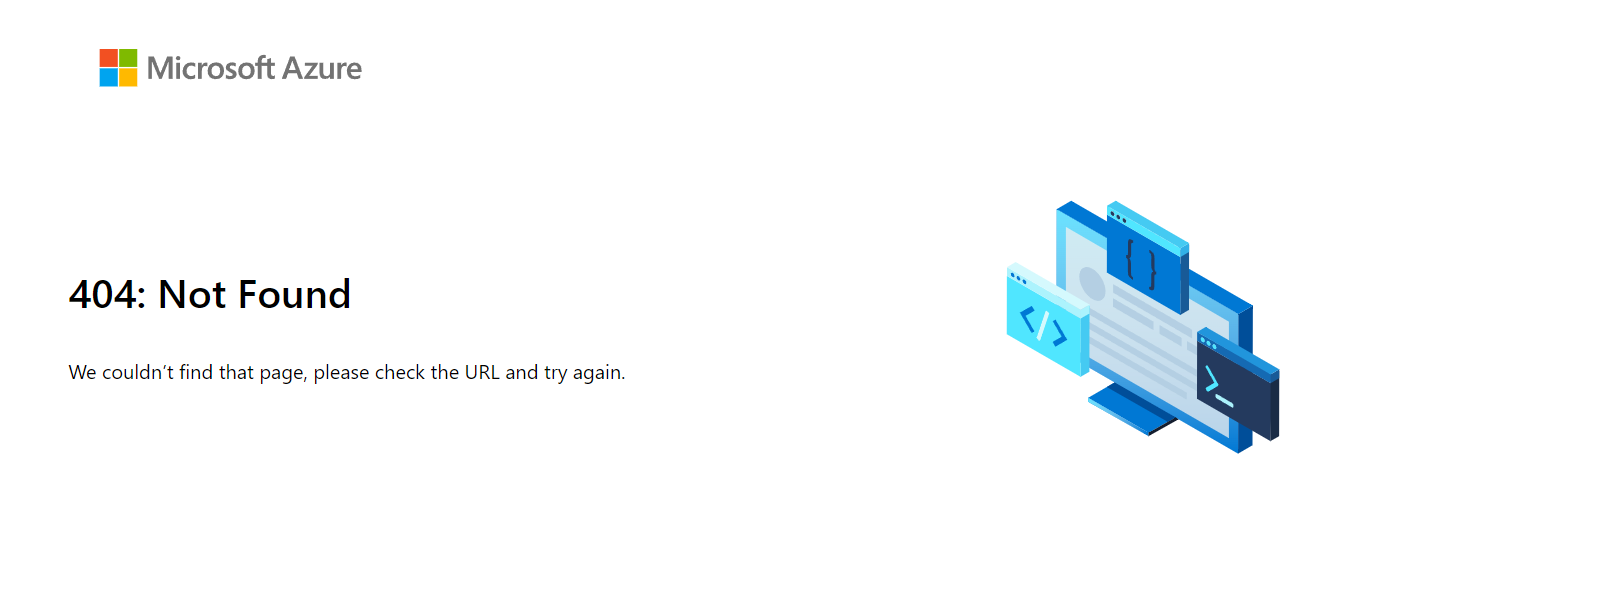 Microsoft Azure
404: Not Found
We couldn’t find that page, please check the URL and try again.
{ }
</>
>_